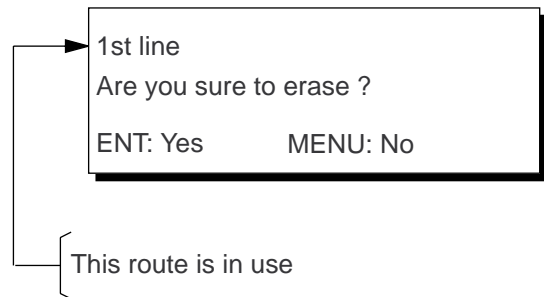 1st line
Are you sure to erase ?
ENT: Yes MENU: No
This route is in use